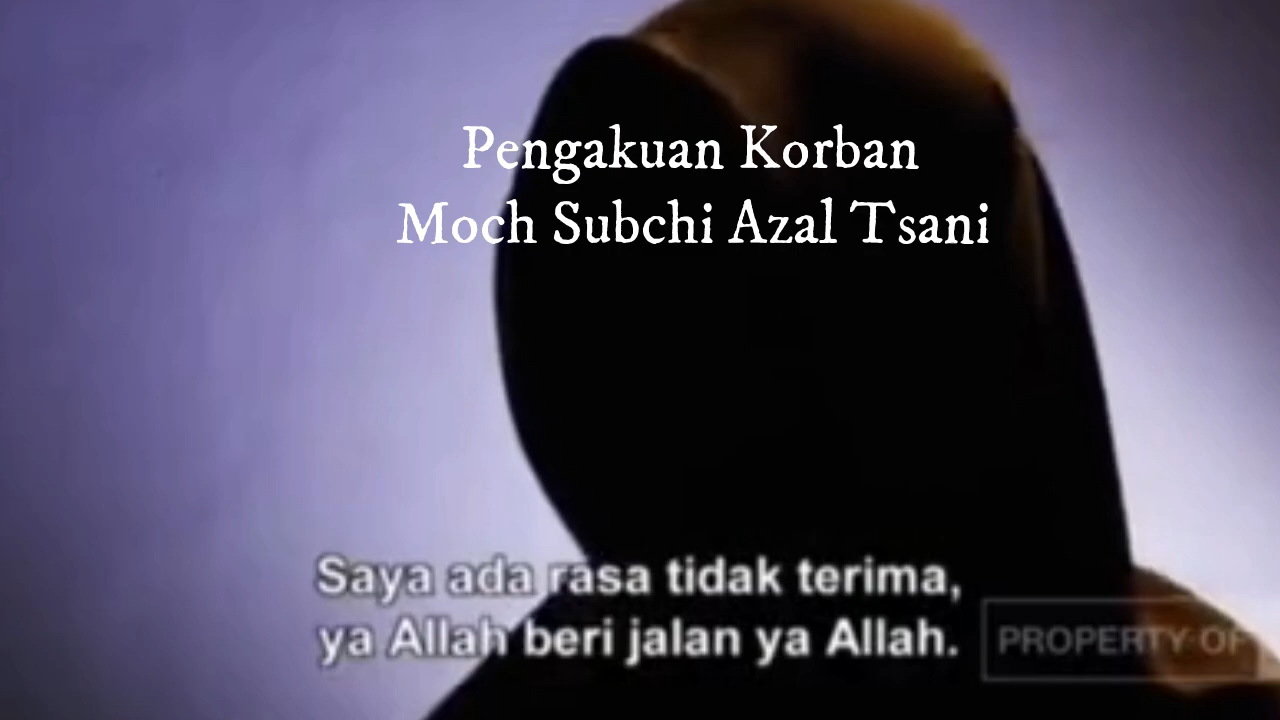 Pengakuan Korban
Moch Subchi Azal Tsani
Saya ada rasa tidak terima,
ya Allah beri jalan ya Allah.
PROPERTY OF